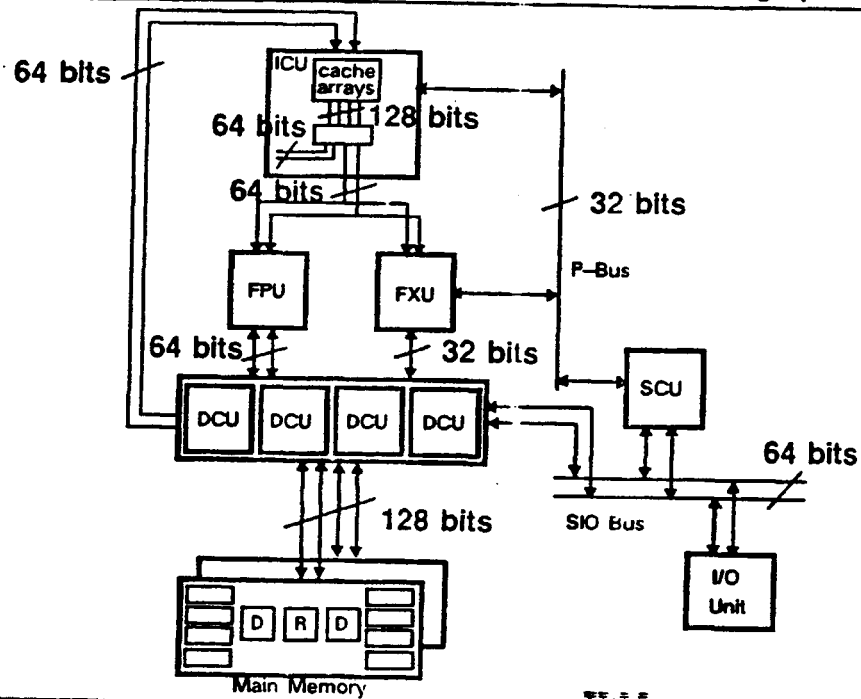 ICU
cache
arrays
64 bits
128 bits
64 bits
64 bits
32 bits
P-Bus
FPU
FXU
64 bits
32 bits
SCU
DCU
DCU
DCU
DCU
64 bits
128 bits
SIO Bus
I/O
Unit
D
R
D
Main Memory